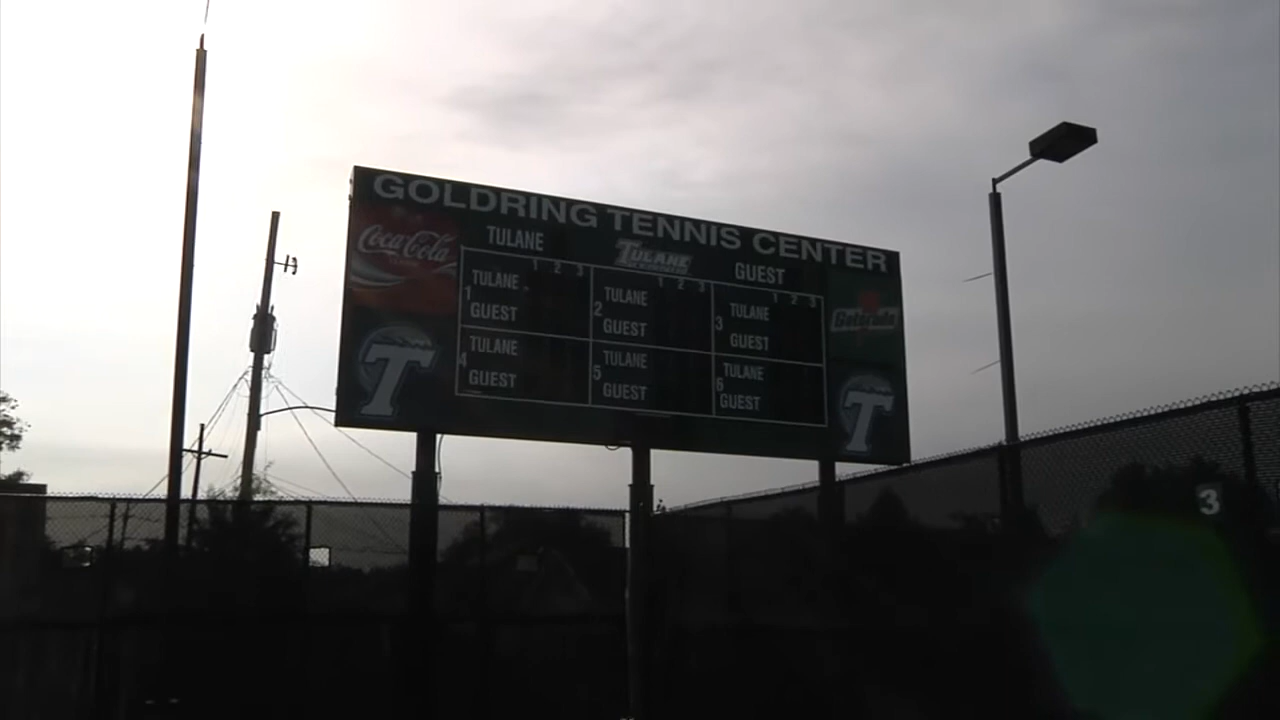 GOLDRING TENNIS CENTER
Coca-Cola
TULANE
TULANE
GUEST
Gatorade
1 2 3
TULANE
1
GUEST
1 2 3
TULANE
2
GUEST
1 2 3
TULANE
3
GUEST
TULANE
4
GUEST
TULANE
5
GUEST
TULANE
6
GUEST
T
T
3